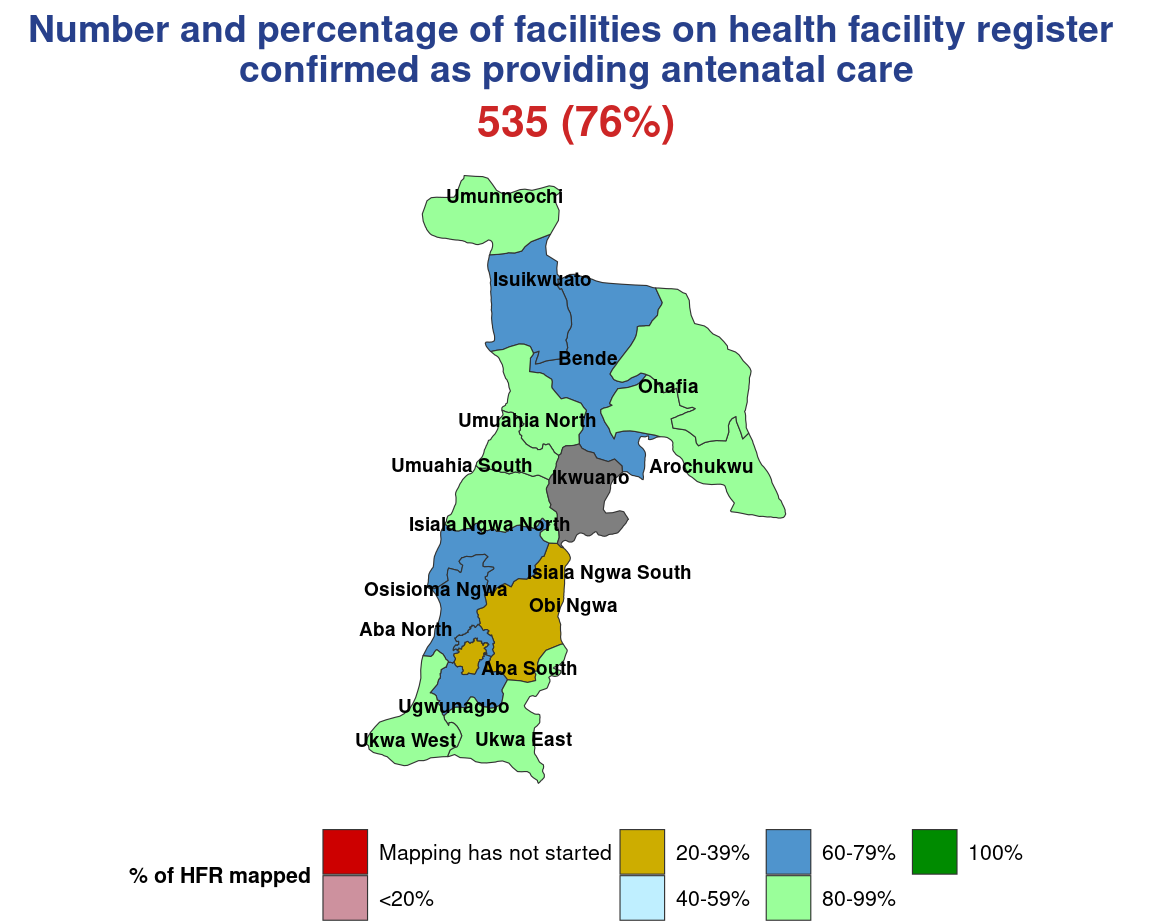 Number and percentage of facilities on health facility register
confirmed as providing antenatal care
535 (76%)
Umunneochi
Isuikwuato
Bende
Ohafia
Umuahia North
Umuahia South
Arochukwu
Ikwuano
Isiala Ngwa North
Isiala Ngwa South
Osisioma Ngwa
Obi Ngwa
Aba North
Aba South
Ugwunagbo
Ukwa West
Ukwa East
% of HFR mapped
Mapping has not started
<20%
20-39%
40-59%
60-79%
80-99%
100%